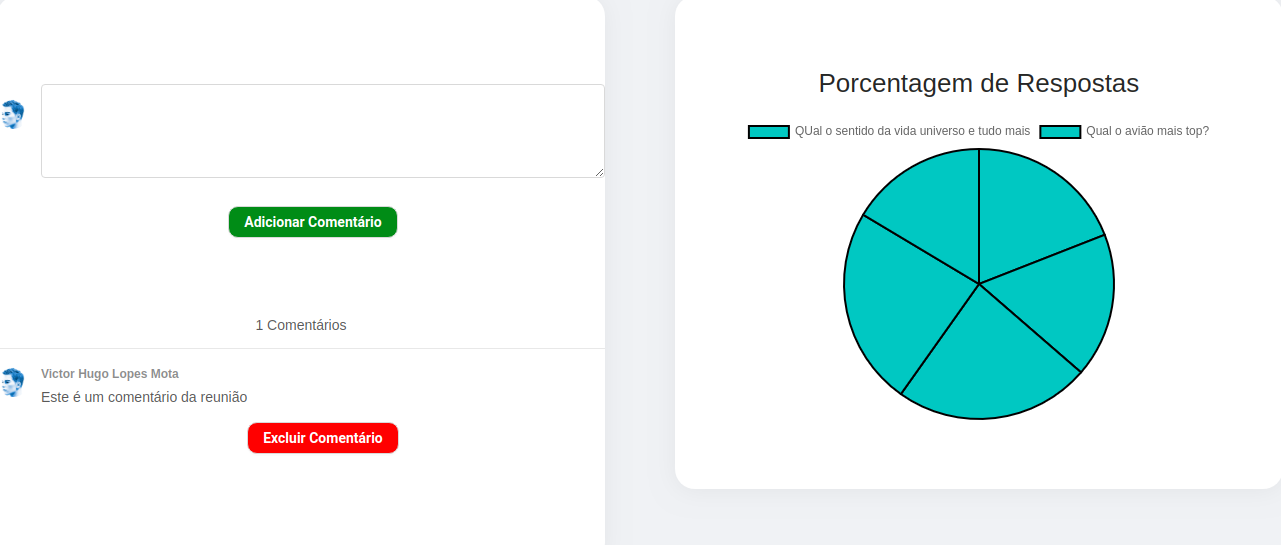 Adicionar Comentário
1 Comentários
Victor Hugo Lopes Mota
Este é um comentário da reunião
Excluir Comentário
Porcentagem de Respostas
QUal o sentido da vida universo e tudo mais
Qual o avião mais top?